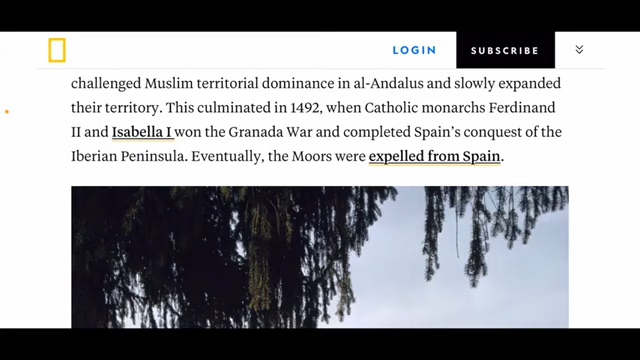 LOGIN
SUBSCRIBE
challenged Muslim territorial dominance in al-Andalus and slowly expanded
their territory. This culminated in 1492, when Catholic monarchs Ferdinand
II and Isabella I won the Granada War and completed Spain’s conquest of the
Iberian Peninsula. Eventually, the Moors were expelled from Spain.